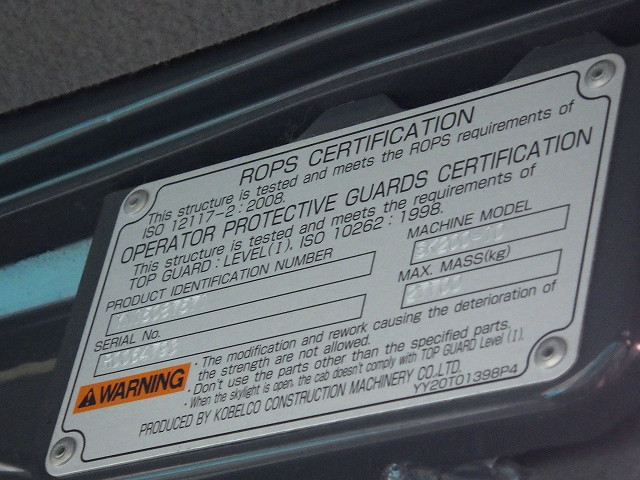 ROPS CERTIFICATION
This structure is tested and meets the ROPS requirements of
ISO 12117-2 : 2008.
OPERATOR PROTECTIVE GUARDS CERTIFICATION
This structure is tested and meets the requirements of
TOP GUARD : LEVEL(I). ISO 10262 : 1998.
PRODUCT IDENTIFICATION NUMBER
MACHINE MODEL
SERIAL No.
MAX. MASS(kg)
WARNING
· The modification and rework causing the deterioration of
the strength are not allowed.
· Don't use the parts other than the specified parts.
· When the skylight is open, the cab doesn't comply with TOP GUARD Level (I).
PRODUCED BY KOBELCO CONSTRUCTION MACHINERY CO.,LTD.
YY20T01398P4